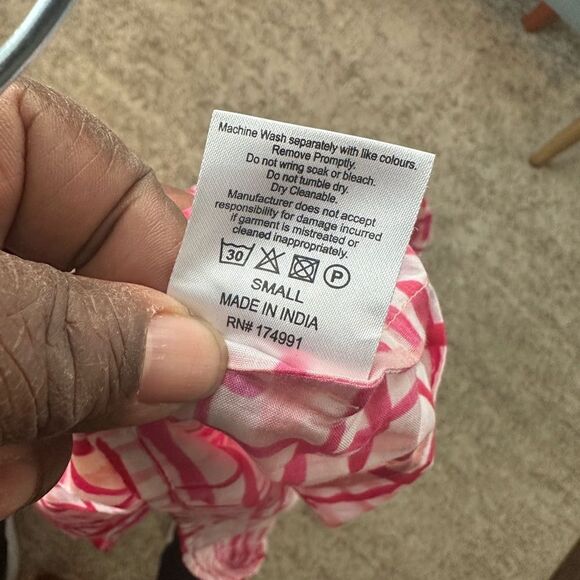 Machine Wash separately with like colours.
Remove Promptly.
Do not wring soak or bleach.
Do not tumble dry.
Dry Cleanable.
Manufacturer does not accept
responsibility for damage incurred
if garment is mistreated or
cleaned inappropriately.
30 P
SMALL
MADE IN INDIA
RN# 174991